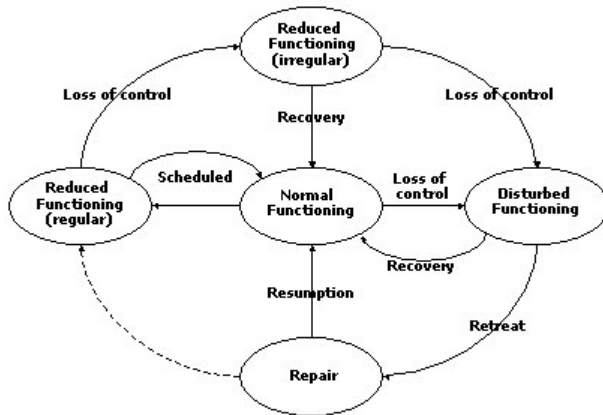 Reduced
Functioning
(irregular)
Loss of control
Loss of control
Recovery
Scheduled
Reduced
Functioning
(regular)
Normal
Functioning
Loss of
control
Disturbed
Functioning
Recovery
Resumption
Retreat
Repair